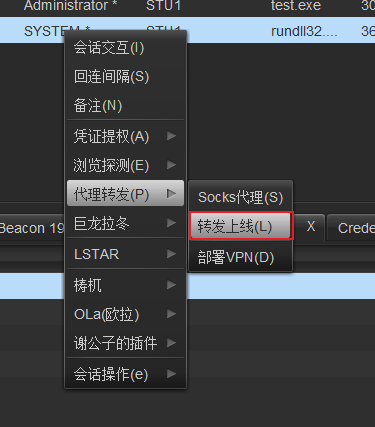 Administrator * STU1 test.exe 36
SYSTEM * STU1 rundll32.... 36
会话交互(I)
回连间隔(S)
备注(N)
凭证提权(A)
浏览探测(E)
代理转发(P)
Socks代理(S)
转发上线(L)
部署VPN(D)
Beacon 19
X
Crede
巨龙拉冬
LSTAR
梼杌
OLa(欧拉)
谢公子的插件
会话操作(e)